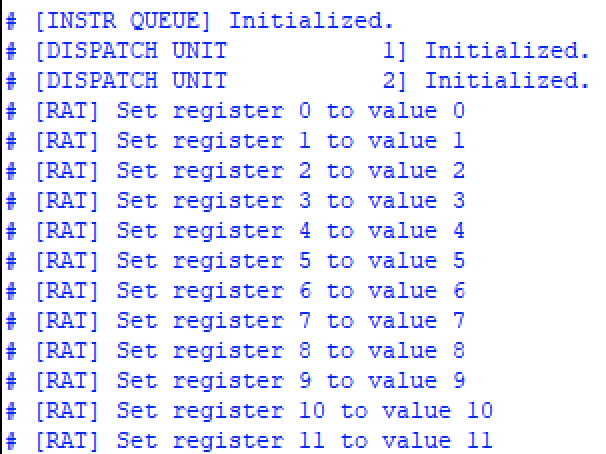 # [INSTR QUEUE] Initialized.
# [DISPATCH UNIT           1] Initialized.
# [DISPATCH UNIT           2] Initialized.
# [RAT] Set register 0 to value 0
# [RAT] Set register 1 to value 1
# [RAT] Set register 2 to value 2
# [RAT] Set register 3 to value 3
# [RAT] Set register 4 to value 4
# [RAT] Set register 5 to value 5
# [RAT] Set register 6 to value 6
# [RAT] Set register 7 to value 7
# [RAT] Set register 8 to value 8
# [RAT] Set register 9 to value 9
# [RAT] Set register 10 to value 10
# [RAT] Set register 11 to value 11